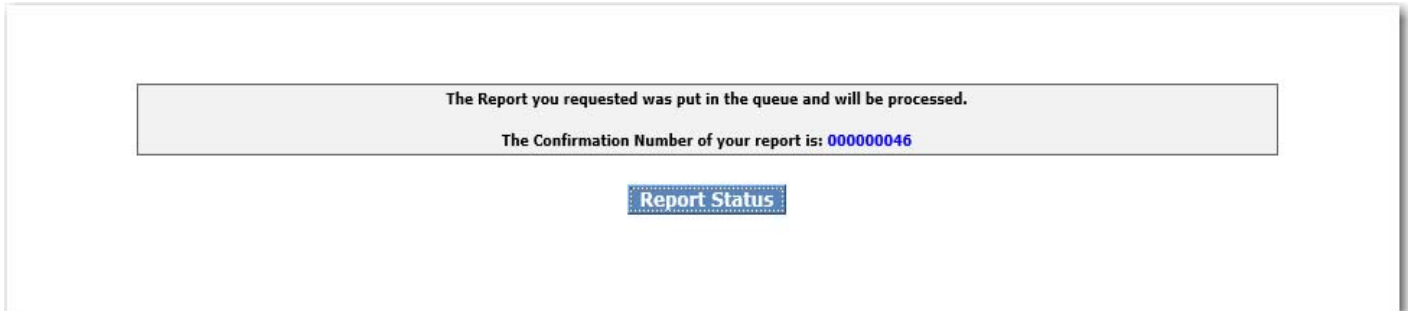 The Report you requested was put in the queue and will be processed.
The Confirmation Number of your report is: 000000046
Report Status